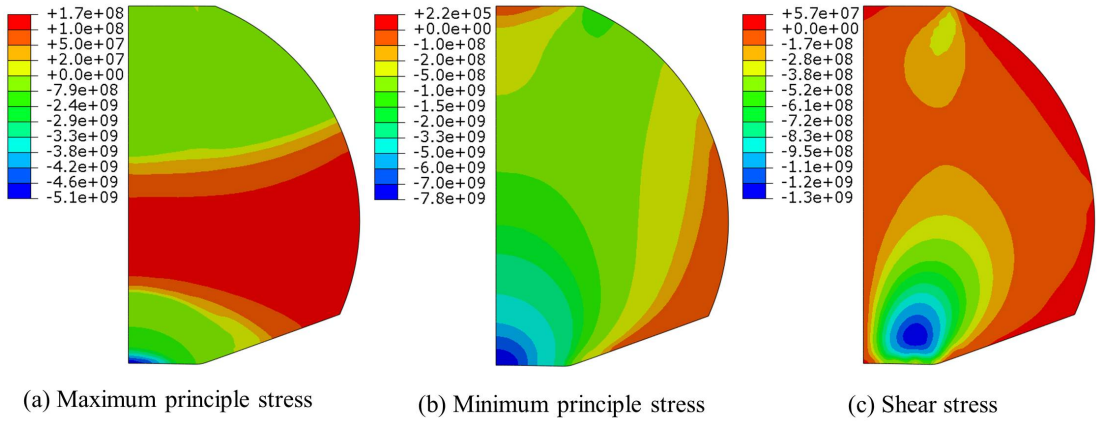 +1.7e+08
+1.0e+08
+5.0e+07
+2.0e+07
+0.0e+00
-7.9e+08
-2.4e+09
-2.9e+09
-3.3e+09
-3.8e+09
-4.2e+09
-4.6e+09
-5.1e+09
+2.2e+05
+0.0e+00
-1.0e+08
-2.0e+08
-5.0e+08
-1.0e+09
-2.0e+09
-3.0e+09
-5.0e+09
-6.0e+09
-7.0e+09
-7.8e+09
+5.7e+07
+0.0e+00
-1.7e+08
-2.8e+08
-3.8e+08
-5.2e+08
-6.2e+08
-7.2e+08
-8.5e+08
-9.5e+08
-1.1e+09
-1.2e+09
-1.3e+09
(a) Maximum principle stress
(b) Minimum principle stress
(c) Shear stress